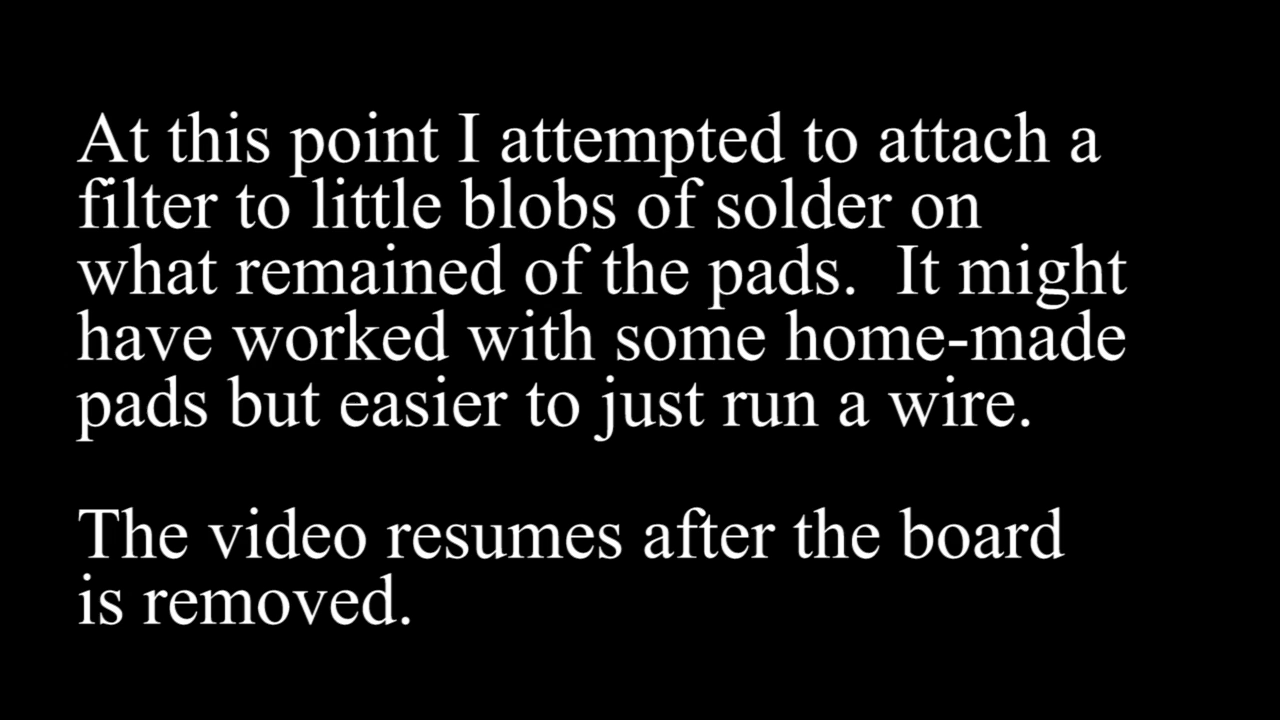 At this point I attempted to attach a
filter to little blobs of solder on
what remained of the pads.  It might
have worked with some home-made
pads but easier to just run a wire.
The video resumes after the board
is removed.